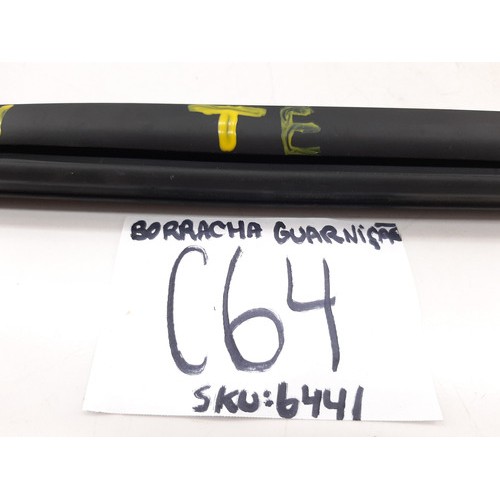 TE
BORRACHA GUARNIÇÃO
C64
SKU:6441